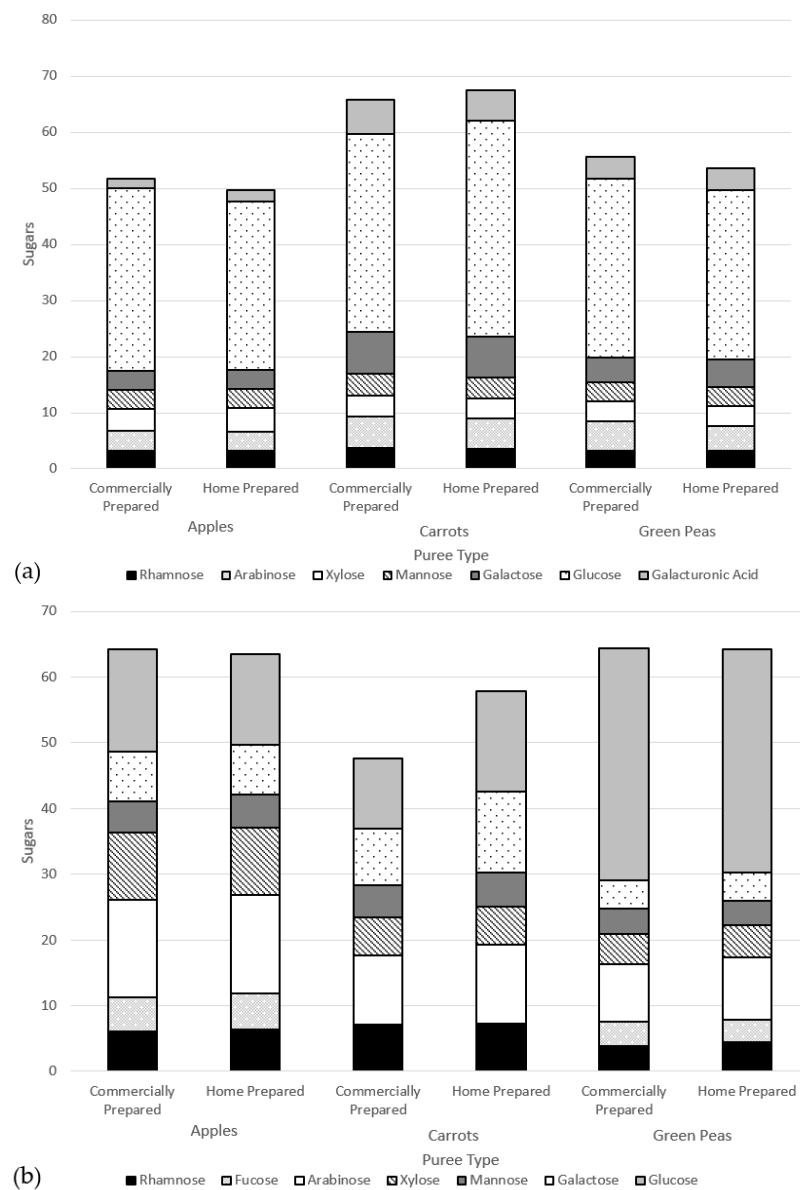 80
70
60
50
40
30
20
10
0
Sugars
Commercially Prepared
Home Prepared
Commercially Prepared
Home Prepared
Commercially Prepared
Home Prepared
Apples
Carrots
Green Peas
Puree Type
(a)
Rhamnose Arabinose Xylose Mannose Galactose Glucose Galacturonic Acid
70
60
50
40
30
20
10
0
Sugars
Commercially Prepared
Home Prepared
Commercially Prepared
Home Prepared
Commercially Prepared
Home Prepared
Apples
Carrots
Green Peas
Puree Type
(b)
Rhamnose Fucose Arabinose Xylose Mannose Galactose Glucose